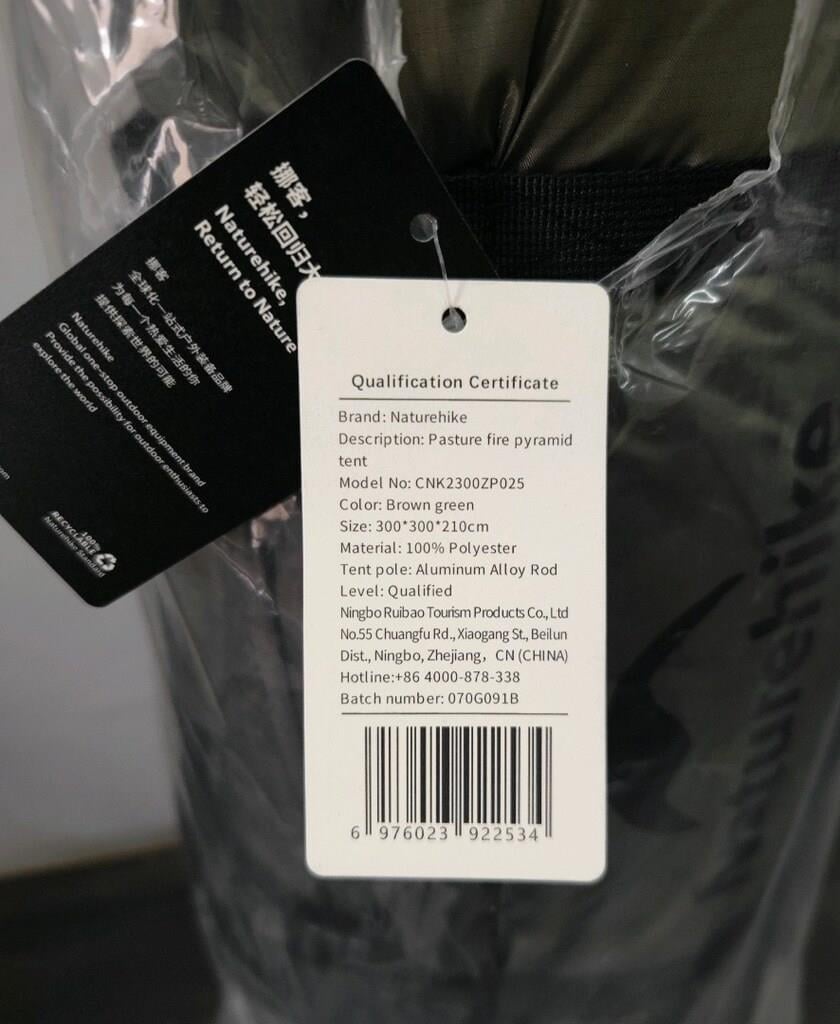 挪客，
轻松回归
Naturehike,
Return to Nature
挪客
全球化一站式户外装备品牌
为每一个热爱生活的你
提供探索世界的可能
Naturehike
Global one-stop outdoor equipment brand
Provide the possibility for outdoor enthusiasts to
explore the world
100%
RECYCLABLE
Naturehike Standard
Qualification Certificate
Brand: Naturehike
Description: Pasture fire pyramid
tent
Model No: CNK2300ZP025
Color: Brown green
Size: 300*300*210cm
Material: 100% Polyester
Tent pole: Aluminum Alloy Rod
Level: Qualified
Ningbo Ruibao Tourism Products Co., Ltd
No.55 Chuangfu Rd., Xiaogang St., Beilun
Dist., Ningbo, Zhejiang，CN (CHINA)
Hotline:+86 4000-878-338
Batch number: 070G091B
6 976023 922534
naturehike